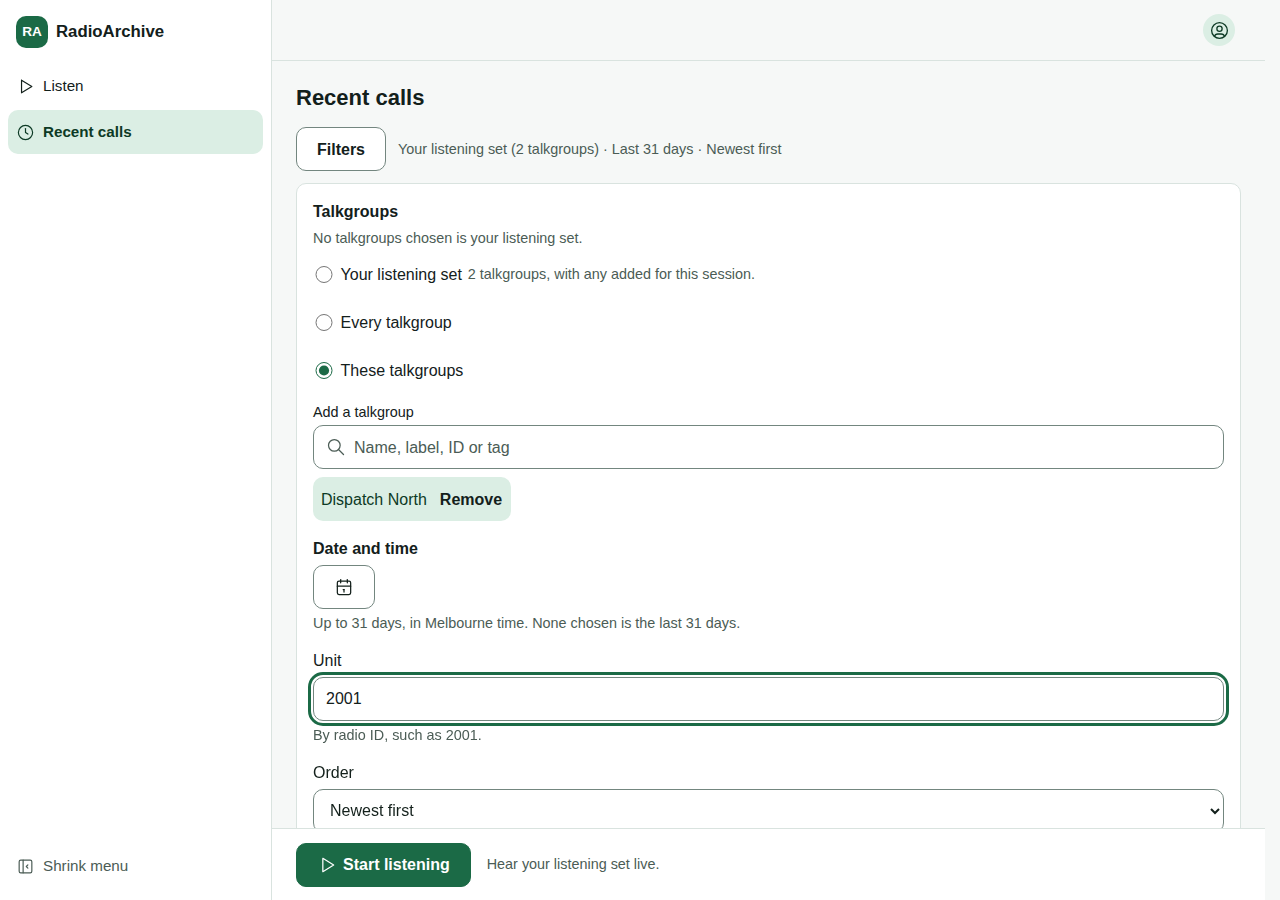 RA RadioArchive
Listen
Recent calls
Shrink menu
Recent calls
Filters
Your listening set (2 talkgroups) · Last 31 days · Newest first
Talkgroups
No talkgroups chosen is your listening set.
Your listening set 2 talkgroups, with any added for this session.
Every talkgroup
These talkgroups
Add a talkgroup
Name, label, ID or tag
Dispatch North Remove
Date and time
Up to 31 days, in Melbourne time. None chosen is the last 31 days.
Unit
2001
By radio ID, such as 2001.
Order
Newest first
Start listening
Hear your listening set live.